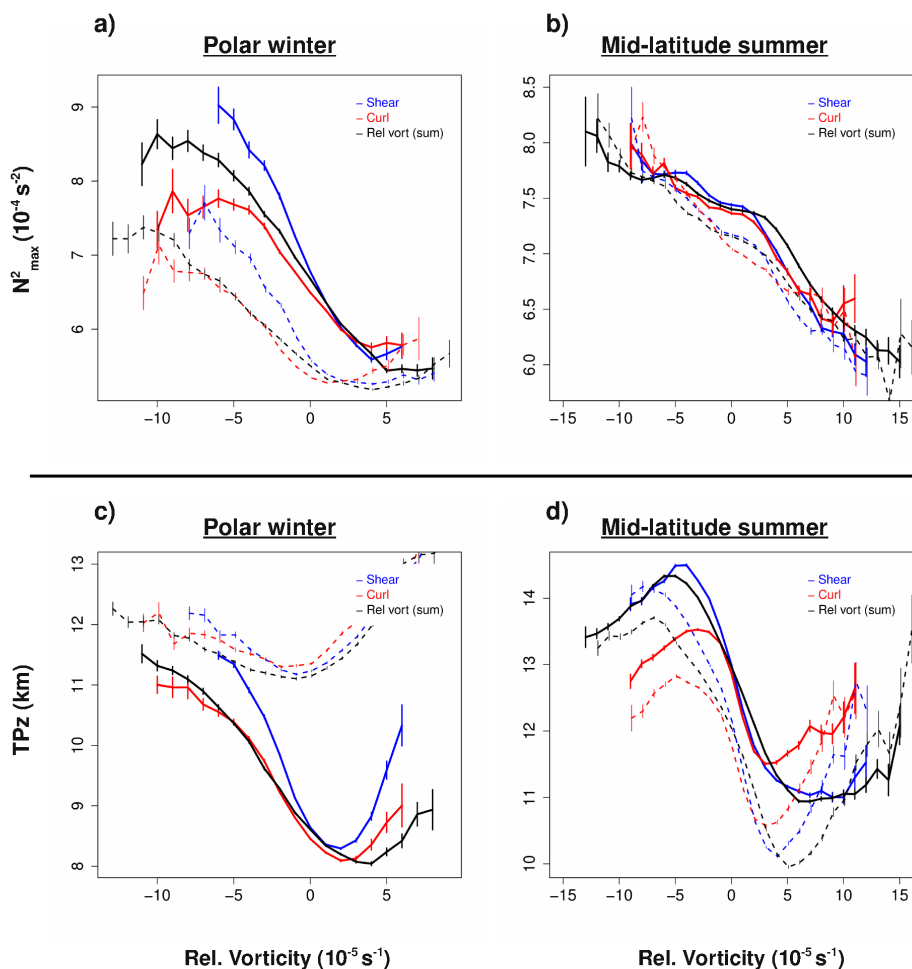 a)
Polar winter
N²max (10⁻⁴ s⁻²)
9
8
7
6
– Shear
– Curl
– Rel vort (sum)
−10 −5 0 5
b)
Mid-latitude summer
8.5
8.0
7.5
7.0
6.5
6.0
– Shear
– Curl
– Rel vort (sum)
−15 −10 −5 0 5 10 15
c)
Polar winter
TPz (km)
13
12
11
10
9
8
– Shear
– Curl
– Rel vort (sum)
−10 −5 0 5
Rel. Vorticity (10⁻⁵ s⁻¹)
d)
Mid-latitude summer
14
13
12
11
10
– Shear
– Curl
– Rel vort (sum)
−15 −10 −5 0 5 10 15
Rel. Vorticity (10⁻⁵ s⁻¹)